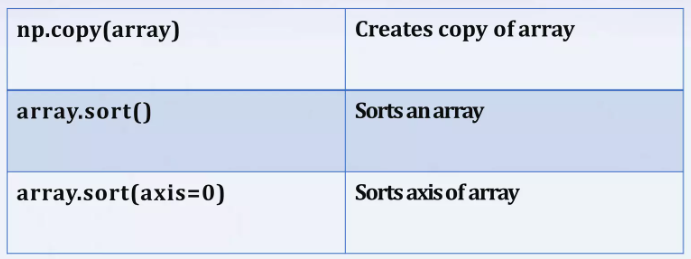 np.copy(array) Creates copy of array
array.sort() Sorts an array
array.sort(axis=0) Sorts axis of array